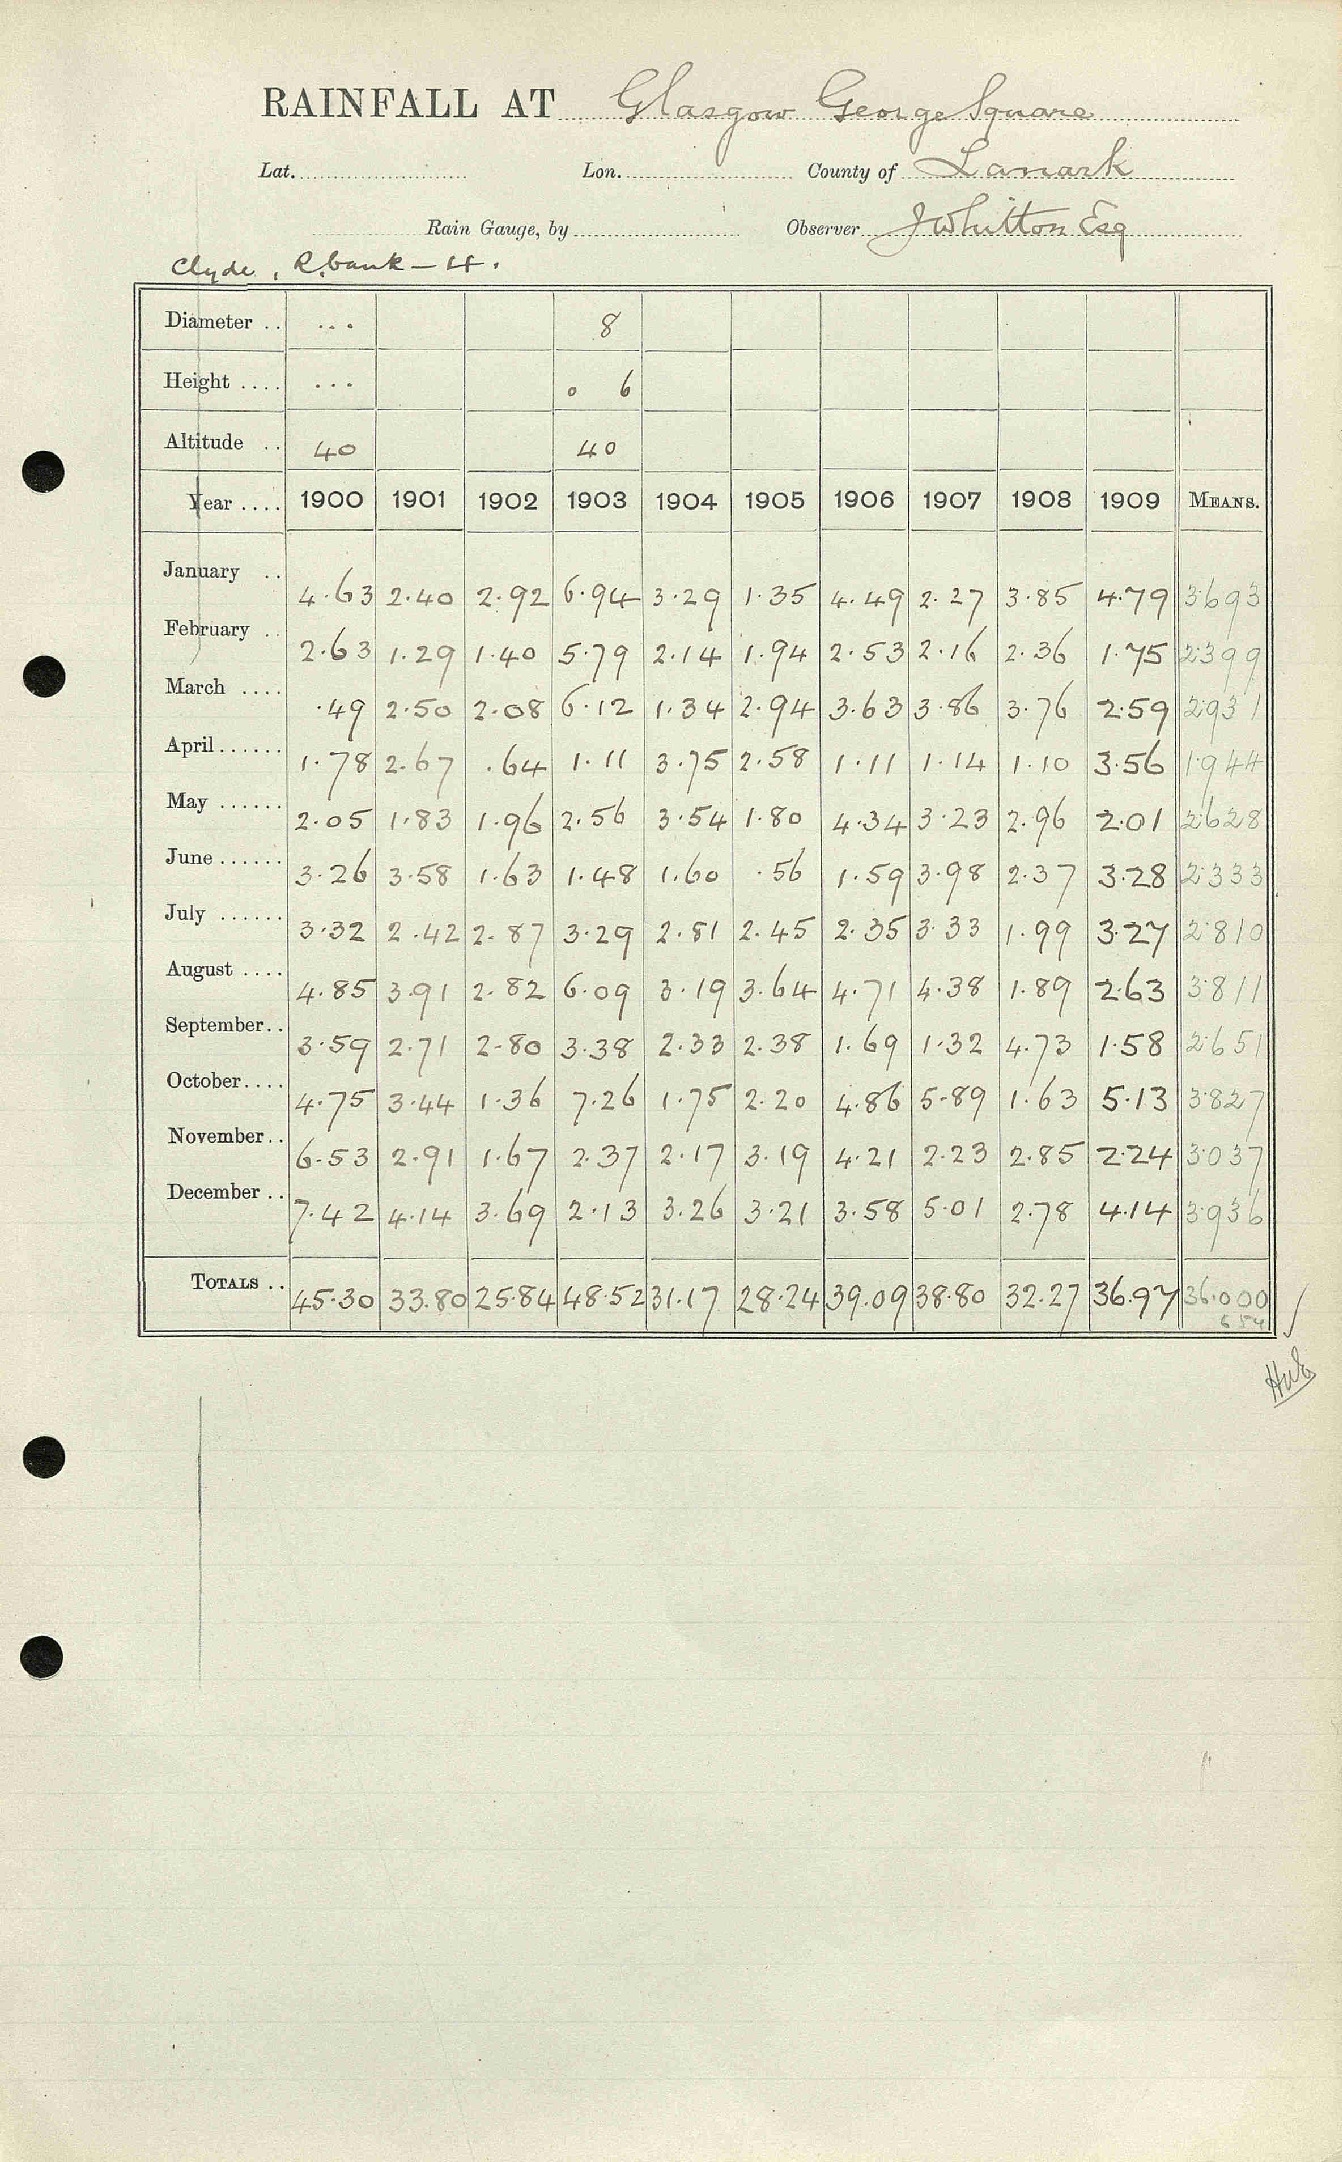 RAINFALL AT Glasgow George Square
Lat. Lon. County of Lanark
Rain Gauge, by Observer J Whitton Esq
Clyde, R. bank – 4.
Diameter .. ... 8
Height .... ... 0 6
Altitude .. 40 40
Year .... 1900 1901 1902 1903 1904 1905 1906 1907 1908 1909 MEANS.
January .. 4.63 2.40 2.92 6.94 3.29 1.35 4.49 2.27 3.85 4.79 3.693
February .. 2.63 1.29 1.40 5.79 2.14 1.94 2.53 2.16 2.36 1.75 2.399
March .... .49 2.50 2.08 6.12 1.34 2.94 3.63 3.86 3.76 2.59 2.931
April...... 1.78 2.67 .64 1.11 3.75 2.58 1.11 1.14 1.10 3.56 1.944
May ...... 2.05 1.83 1.96 2.56 3.54 1.80 4.34 3.23 2.96 2.01 2.628
June ...... 3.26 3.58 1.63 1.48 1.60 .56 1.59 3.98 2.37 3.28 2.333
July ...... 3.32 2.42 2.87 3.29 2.81 2.45 2.35 3.33 1.99 3.27 2.810
August .... 4.85 3.91 2.82 6.09 3.19 3.64 4.71 4.38 1.89 2.63 3.811
September.. 3.59 2.71 2.80 3.38 2.33 2.38 1.69 1.32 4.73 1.58 2.651
October.... 4.75 3.44 1.36 7.26 1.75 2.20 4.86 5.89 1.63 5.13 3.827
November.. 6.53 2.91 1.67 2.37 2.17 3.19 4.21 2.23 2.85 2.24 3.037
December .. 7.42 4.14 3.69 2.13 3.26 3.21 3.58 5.01 2.78 4.14 3.936
TOTALS .. 45.30 33.80 25.84 48.52 31.17 28.24 39.09 38.80 32.27 36.97 36.000